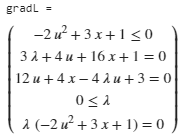 gradL =
-2 u² + 3 x + 1 ≤ 0
3 λ + 4 u + 16 x + 1 = 0
12 u + 4 x - 4 λ u + 3 = 0
0 ≤ λ
λ (-2 u² + 3 x + 1) = 0